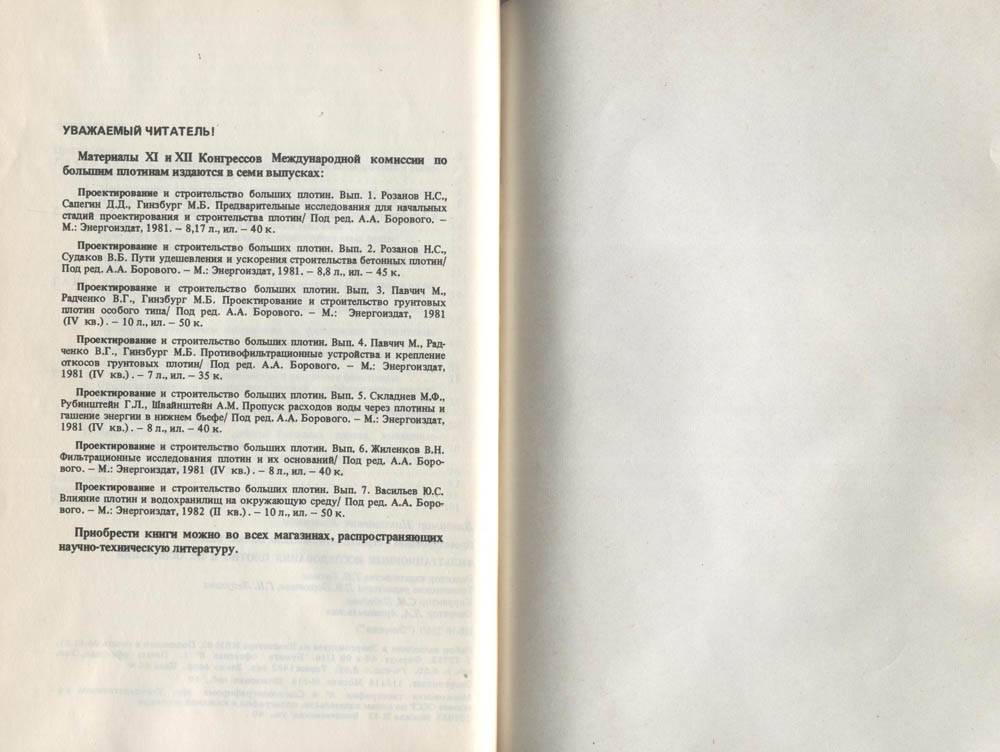 УВАЖАЕМЫЙ ЧИТАТЕЛЬ!
Материалы XI и XII Конгрессов Международной комиссии по
большим плотинам издаются в семи выпусках:
Проектирование и строительство больших плотин. Вып. 1. Розанов Н.С.,
Сапегин Д.Д., Гинзбург М.Б. Предварительные исследования для начальных
стадий проектирования и строительства плотин/ Под ред. А.А. Борового. –
М.: Энергоиздат, 1981. – 8,17 л., ил. – 40 к.
Проектирование и строительство больших плотин. Вып. 2. Розанов Н.С.,
Судаков В.Б. Пути удешевления и ускорения строительства бетонных плотин/
Под ред. А.А. Борового. – М.: Энергоиздат, 1981. – 8,8 л., ил. – 45 к.
Проектирование и строительство больших плотин. Вып. 3. Павчич М.,
Радченко В.Г., Гинзбург М.Б. Проектирование и строительство грунтовых
плотин особого типа/ Под ред. А.А. Борового. – М.: Энергоиздат, 1981
(IV кв.). – 10 л., ил. – 50 к.
Проектирование и строительство больших плотин. Вып. 4. Павчич М., Рад-
ченко В.Г., Гинзбург М.Б. Противофильтрационные устройства и крепление
откосов грунтовых плотин/ Под ред. А.А. Борового. – М.: Энергоиздат,
1981 (IV кв.). – 7 л., ил. – 35 к.
Проектирование и строительство больших плотин. Вып. 5. Складнев М.Ф.,
Рубинштейн Г.Л., Швайнштейн А.М. Пропуск расходов воды через плотины и
гашение энергии в нижнем бьефе/ Под ред. А.А. Борового. – М.: Энергоиздат,
1981 (IV кв.). – 8 л., ил. – 40 к.
Проектирование и строительство больших плотин. Вып. 6. Жиленков В.Н.
Фильтрационные исследования плотин и их оснований/ Под ред. А.А. Боро-
вого. – М.: Энергоиздат, 1981 (IV кв.). – 8 л., ил. – 40 к.
Проектирование и строительство больших плотин. Вып. 7. Васильев Ю.С.
Влияние плотин и водохранилищ на окружающую среду/ Под ред. А.А. Боро-
вого. – М.: Энергоиздат, 1982 (II кв.). – 10 л., ил. – 50 к.
Приобрести книги можно во всех магазинах, распространяющих
научно-техническую литературу.